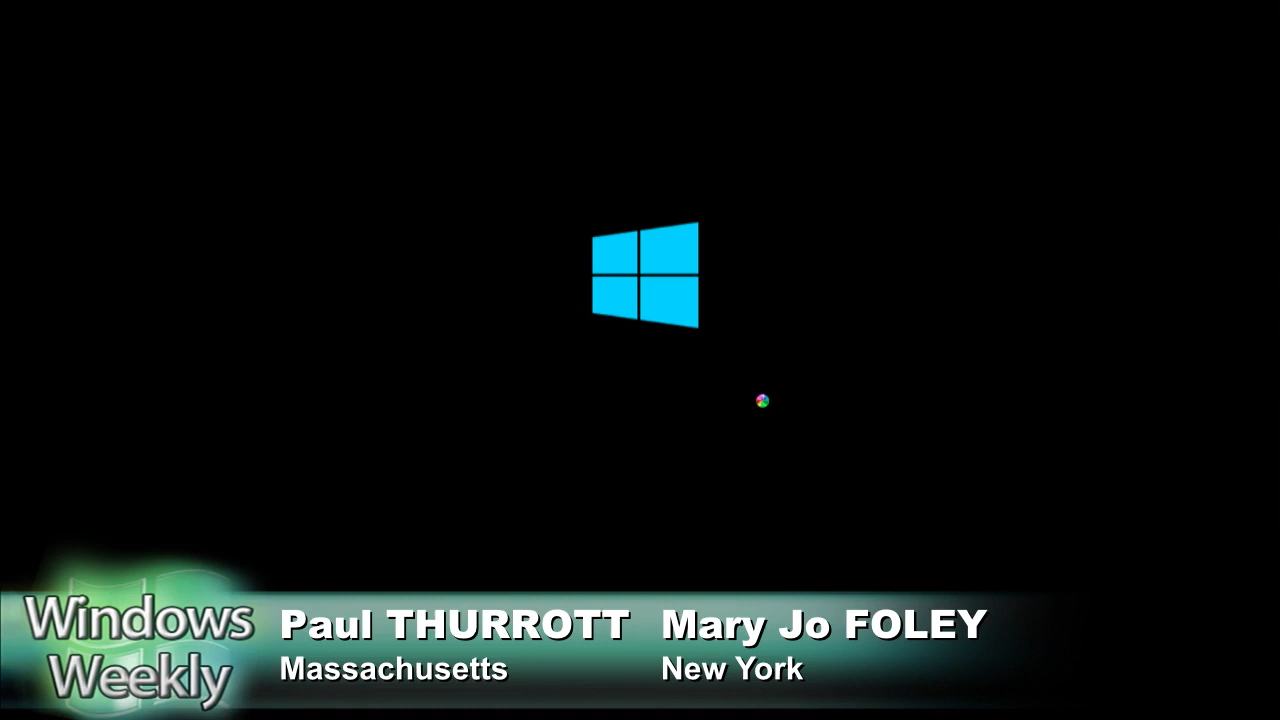 Windows
Weekly
Paul THURROTT
Massachusetts
Mary Jo FOLEY
New York